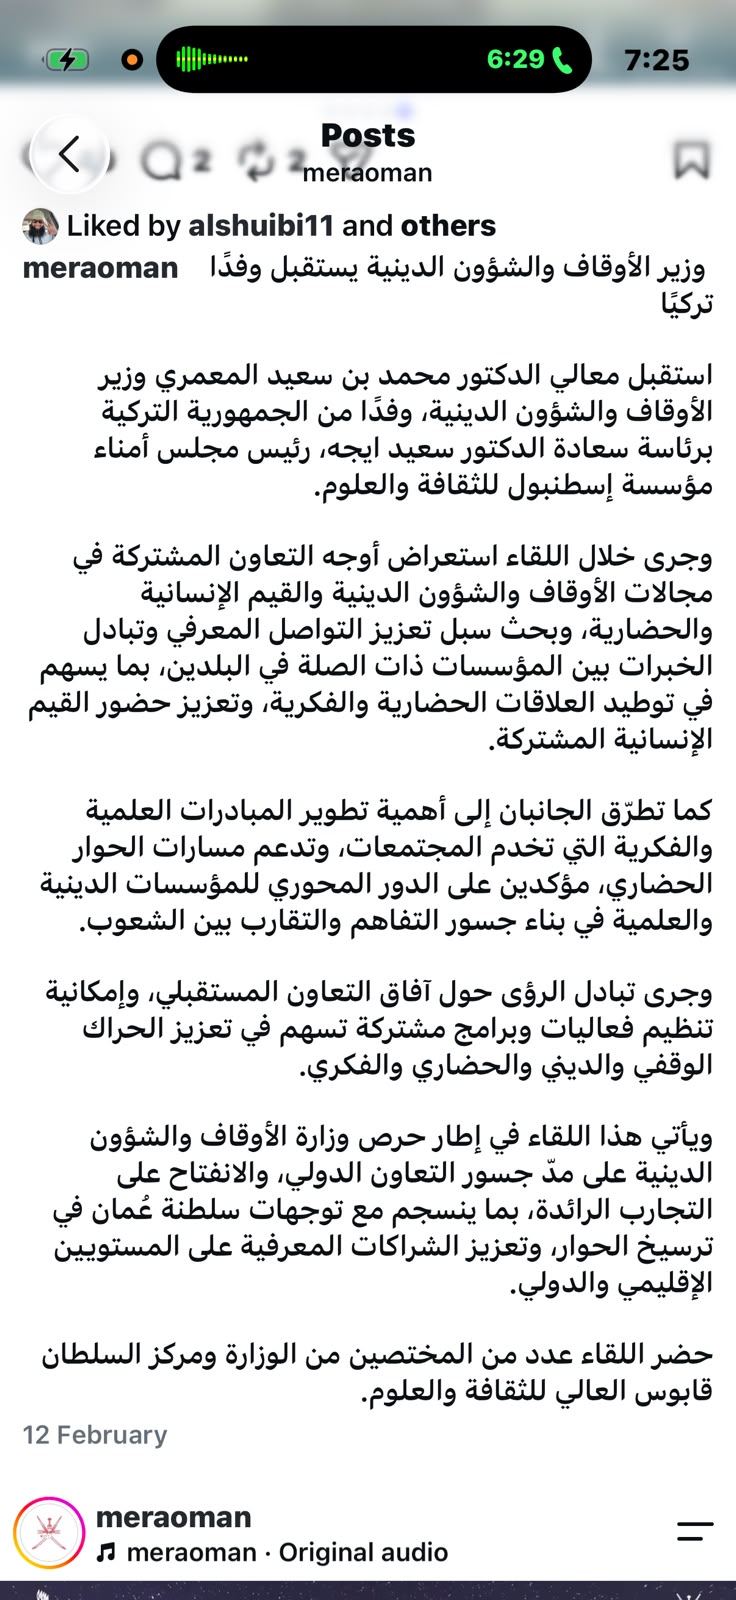 6:29
7:25
Posts
meraoman
2
2
Liked by alshuibi11 and others
meraoman وزير الأوقاف والشؤون الدينية يستقبل وفدًا
تركيًا
استقبل معالي الدكتور محمد بن سعيد المعمري وزير
الأوقاف والشؤون الدينية، وفدًا من الجمهورية التركية
برئاسة سعادة الدكتور سعيد ايجه، رئيس مجلس أمناء
مؤسسة إسطنبول للثقافة والعلوم.
وجرى خلال اللقاء استعراض أوجه التعاون المشتركة في
مجالات الأوقاف والشؤون الدينية والقيم الإنسانية
والحضارية، وبحث سبل تعزيز التواصل المعرفي وتبادل
الخبرات بين المؤسسات ذات الصلة في البلدين، بما يسهم
في توطيد العلاقات الحضارية والفكرية، وتعزيز حضور القيم
الإنسانية المشتركة.
كما تطرّق الجانبان إلى أهمية تطوير المبادرات العلمية
والفكرية التي تخدم المجتمعات، وتدعم مسارات الحوار
الحضاري، مؤكدين على الدور المحوري للمؤسسات الدينية
والعلمية في بناء جسور التفاهم والتقارب بين الشعوب.
وجرى تبادل الرؤى حول آفاق التعاون المستقبلي، وإمكانية
تنظيم فعاليات وبرامج مشتركة تسهم في تعزيز الحراك
الوقفي والديني والحضاري والفكري.
ويأتي هذا اللقاء في إطار حرص وزارة الأوقاف والشؤون
الدينية على مدّ جسور التعاون الدولي، والانفتاح على
التجارب الرائدة، بما ينسجم مع توجهات سلطنة عُمان في
ترسيخ الحوار، وتعزيز الشراكات المعرفية على المستويين
الإقليمي والدولي.
حضر اللقاء عدد من المختصين من الوزارة ومركز السلطان
قابوس العالي للثقافة والعلوم.
12 February
meraoman
meraoman · Original audio